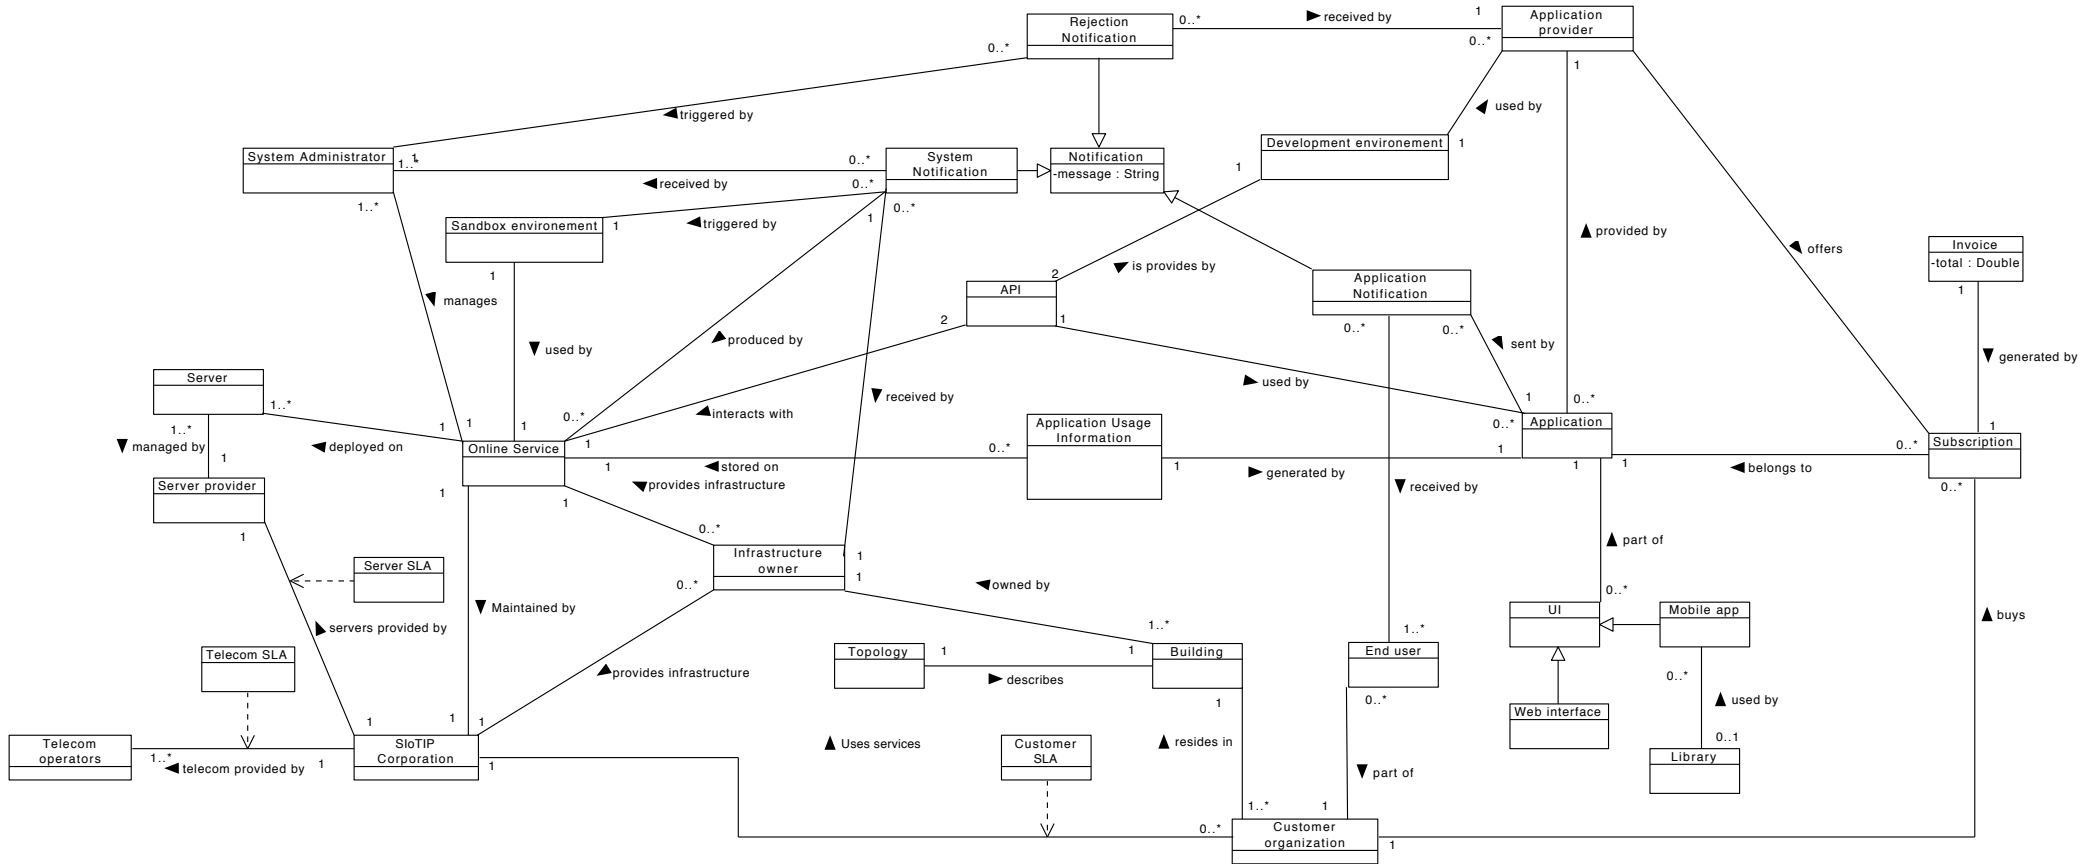 Rejection
Notification
0..*
received by
1
Application
provider
0..*
0..*
1
triggered by
used by
System Administrator
1
1..*
0..*
System
Notification
Notification
-message : String
Development environement
1
1
received by
0..*
1..*
0..*
1
Sandbox environement
1
triggered by
provided by
offers
Invoice
-total : Double
1
1
is provides by
2
API
Application
Notification
manages
2
1
0..*
0..*
used by
produced by
sent by
generated by
Server
1..*
received by
used by
1
0..*
interacts with
Application Usage
Information
0..*
0..*
Application
1
Subscription
1..*
managed by
deployed on
1
1
1
Online Service
1
0..*
1
0..*
1
stored on
1
generated by
1
1
belongs to
Server provider
1
provides infrastructure
received by
0..*
1
1
1
0..*
part of
Server SLA
Infrastructure
owner
1
1
0..*
owned by
0..*
Maintained by
UI
Mobile app
servers provided by
1..*
1..*
buys
Telecom SLA
Topology
1
1
Building
End user
provides infrastructure
describes
0..*
0..*
used by
1
Web interface
1
1
1
Telecom
operators
SIoTIP
Corporation
Uses services
Customer
SLA
resides in
0..1
Library
1..*
telecom provided by
1
1
part of
1..*
1
0..*
Customer
organization
1